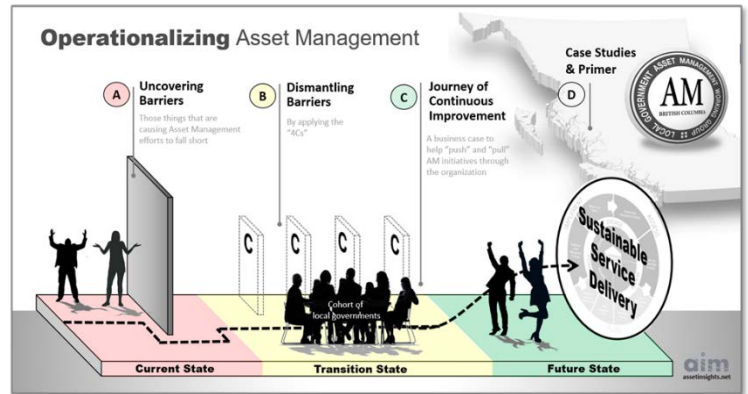 Operationalizing Asset Management
A
Uncovering
Barriers
Those things that are
causing Asset Management
efforts to fall short
B
Dismantling
Barriers
By applying the
"4Cs"
C
Journey of
Continuous
Improvement
A business case to
help "push" and "pull"
AM initiatives through
the organization
D
Case Studies
& Primer
LOCAL GOVERNMENT ASSET MANAGEMENT WORKING GROUP
AM
BRITISH COLUMBIA
C
C
C
C
Cohort of
local governments
Sustainable
Service
Delivery
Current State
Transition State
Future State
aim
assetinsights.net